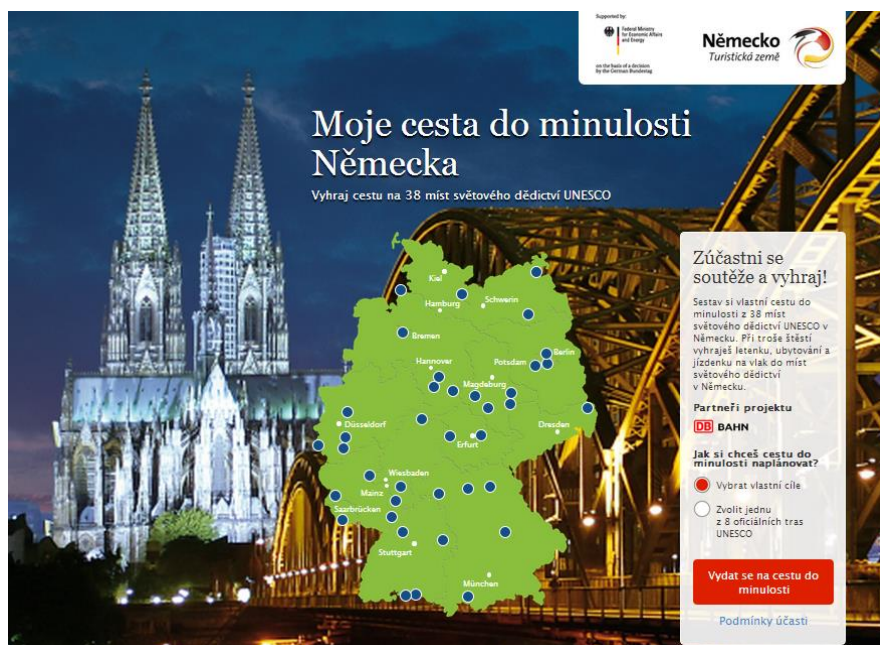 Supported by:
Federal Ministry
for Economic Affairs
and Energy
on the basis of a decision
by the German Bundestag
Německo
Turistická země
Moje cesta do minulosti
Německa
Vyhraj cestu na 38 míst světového dědictví UNESCO
Kiel
Hamburg
Schwerin
Bremen
Hannover
Potsdam
Berlin
Magdeburg
Düsseldorf
Erfurt
Dresden
Wiesbaden
Mainz
Saarbrücken
Stuttgart
München
Zúčastni se
soutěže a vyhraj!
Sestav si vlastní cestu do
minulosti z 38 míst
světového dědictví UNESCO v
Německu. Při troše štěstí
vyhraješ letenku, ubytování a
jízdenku na vlak do míst
světového dědictví
v Německu.
Partneři projektu
DB BAHN
Jak si chceš cestu do
minulosti naplánovat?
Vybrat vlastní cíle
Zvolit jednu
z 8 oficiálních tras
UNESCO
Vydat se na cestu do
minulosti
Podmínky účasti